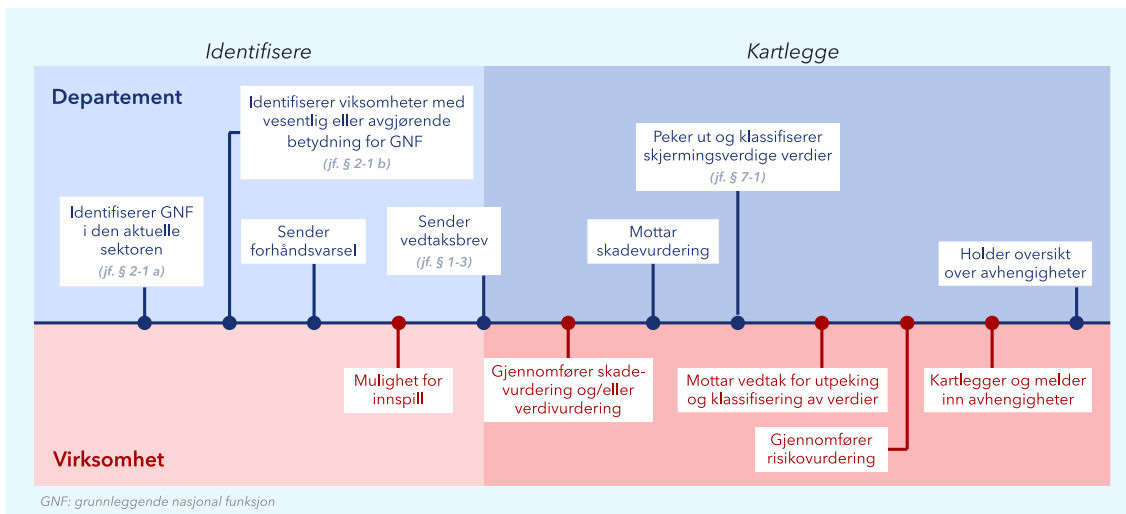 Identifisere
Kartlegge
Departement
Identifiserer GNF
i den aktuelle
sektoren
(jf. § 2-1 a)
Identifiserer viksomheter med
vesentlig eller avgjørende
betydning for GNF
(jf. § 2-1 b)
Sender
forhåndsvarsel
Sender
vedtaksbrev
(jf. § 1-3)
Mottar
skadevurdering
Peker ut og klassifiserer
skjermingsverdige verdier
(jf. § 7-1)
Holder oversikt
over avhengigheter
Mulighet for
innspill
Gjennomfører skade-
vurdering og/eller
verdivurdering
Mottar vedtak for utpeking
og klassifisering av verdier
Gjennomfører
risikovurdering
Kartlegger og melder
inn avhengigheter
Virksomhet
GNF: grunnleggende nasjonal funksjon